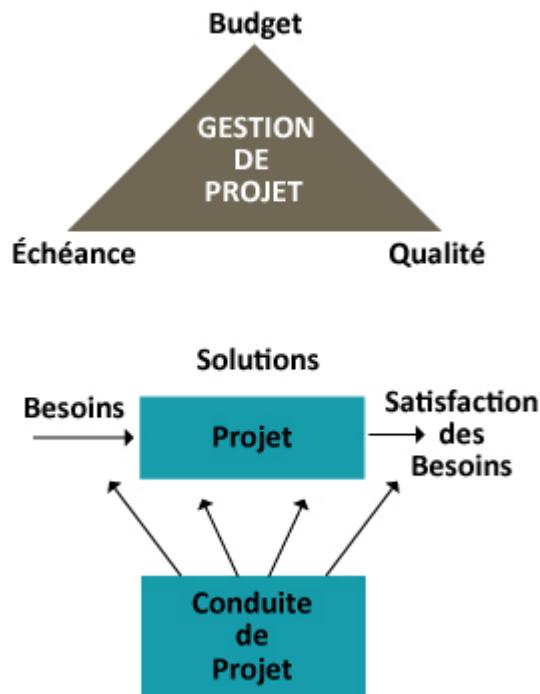 Budget
GESTION
DE
PROJET
Échéance
Qualité
Solutions
Besoins
Projet
Satisfaction
des
Besoins
Conduite
de
Projet